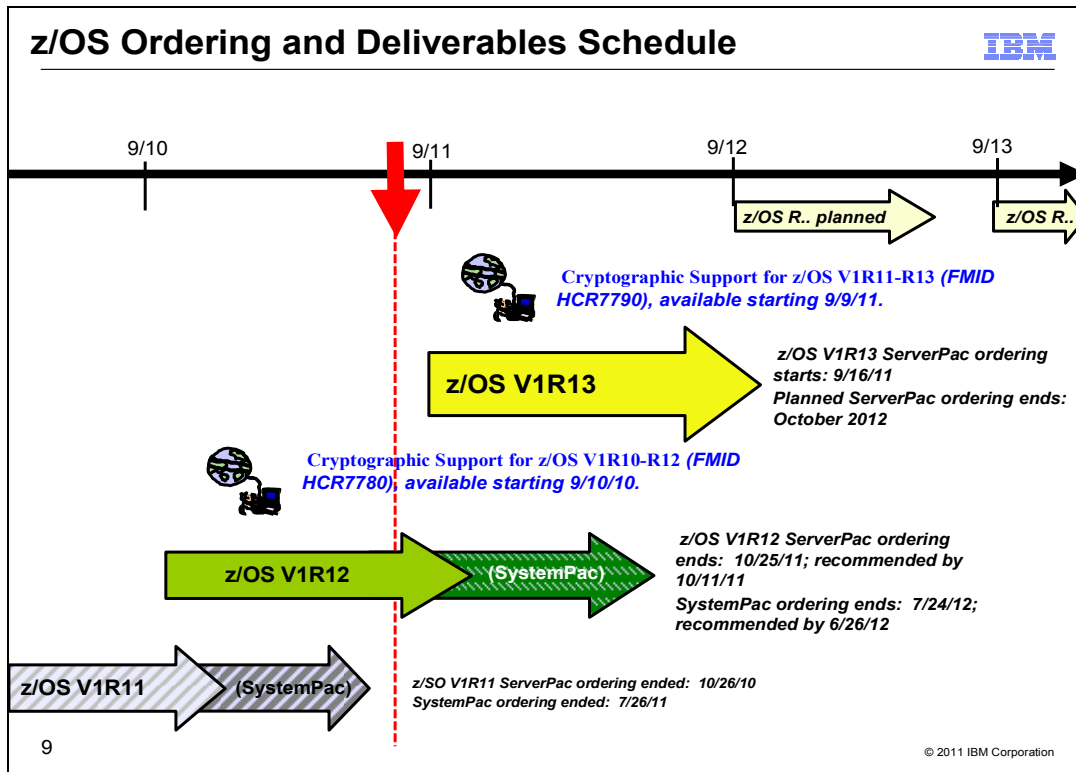 z/OS Ordering and Deliverables Schedule
IBM
9/10
9/11
9/12
9/13
z/OS R.. planned
z/OS R..
Cryptographic Support for z/OS V1R11-R13 (FMID
HCR7790), available starting 9/9/11.
z/OS V1R13
z/OS V1R13 ServerPac ordering
starts: 9/16/11
Planned ServerPac ordering ends:
October 2012
Cryptographic Support for z/OS V1R10-R12 (FMID
HCR7780), available starting 9/10/10.
z/OS V1R12
(SystemPac)
z/OS V1R12 ServerPac ordering
ends: 10/25/11; recommended by
10/11/11
SystemPac ordering ends: 7/24/12;
recommended by 6/26/12
z/OS V1R11
(SystemPac)
z/SO V1R11 ServerPac ordering ended: 10/26/10
SystemPac ordering ended: 7/26/11
9
© 2011 IBM Corporation